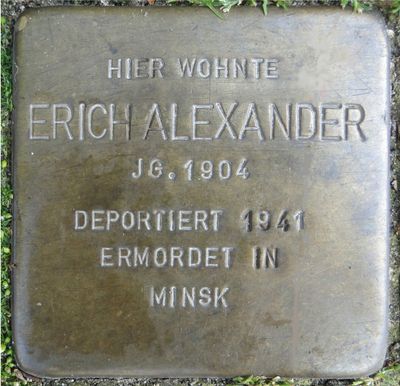 HIER WOHNTE
ERICH ALEXANDER
JG. 1904
DEPORTIERT 1941
ERMORDET IN
MINSK